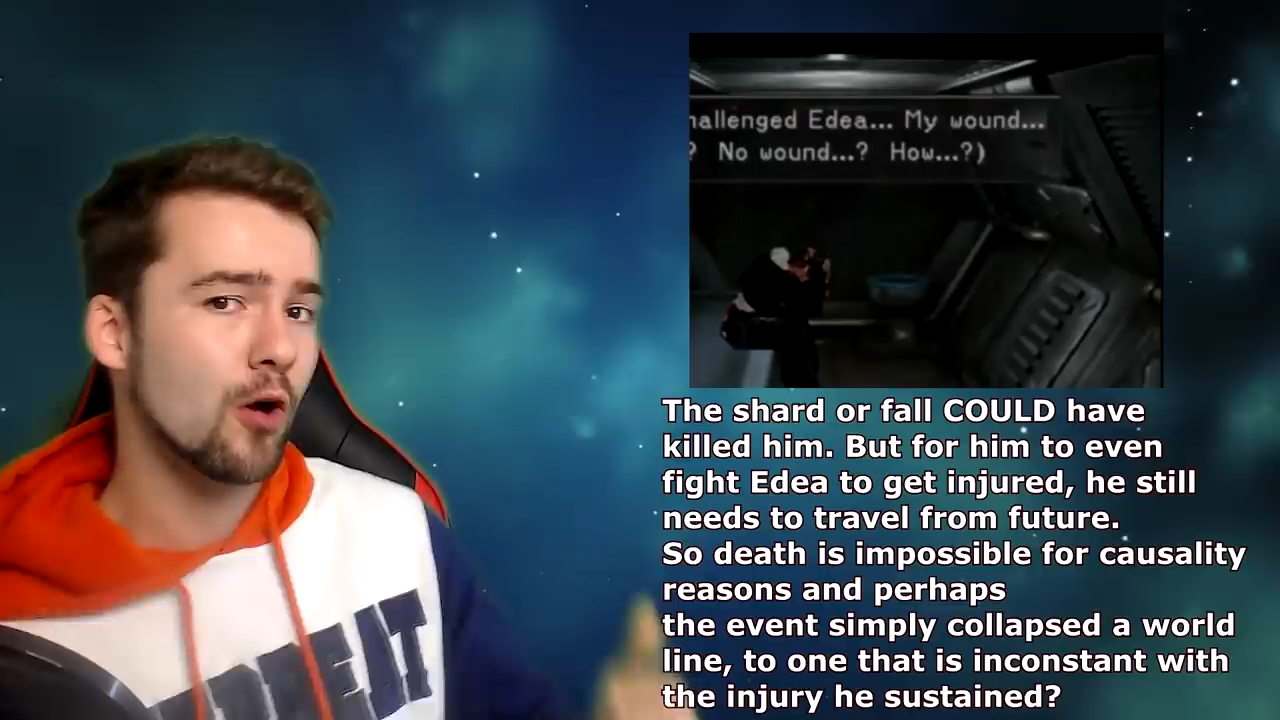 hallenged Edea... My wound...
? No wound...? How...?)
The shard or fall COULD have
killed him. But for him to even
fight Edea to get injured, he still
needs to travel from future.
So death is impossible for causality
reasons and perhaps
the event simply collapsed a world
line, to one that is inconstant with
the injury he sustained?